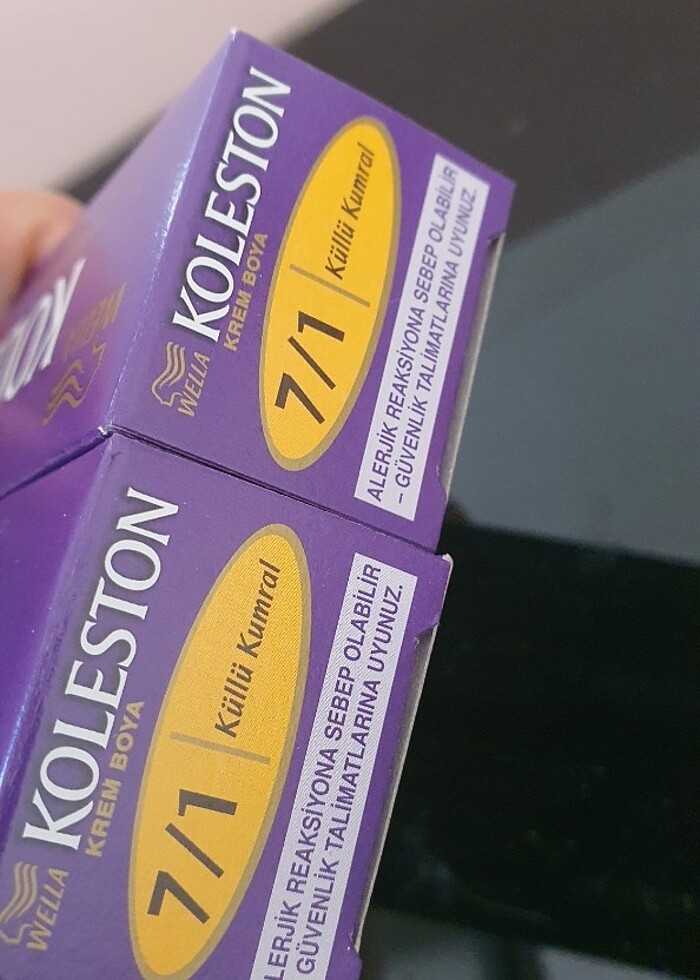 WELLA
KOLESTON
KREM BOYA
7/1 Küllü Kumral
ALERJİK REAKSİYONA SEBEP OLABİLİR
– GÜVENLİK TALİMATLARINA UYUNUZ.
WELLA
KOLESTON
KREM BOYA
7/1 Küllü Kumral
LERJİK REAKSİYONA SEBEP OLABİLİR
GÜVENLİK TALİMATLARINA UYUNUZ.